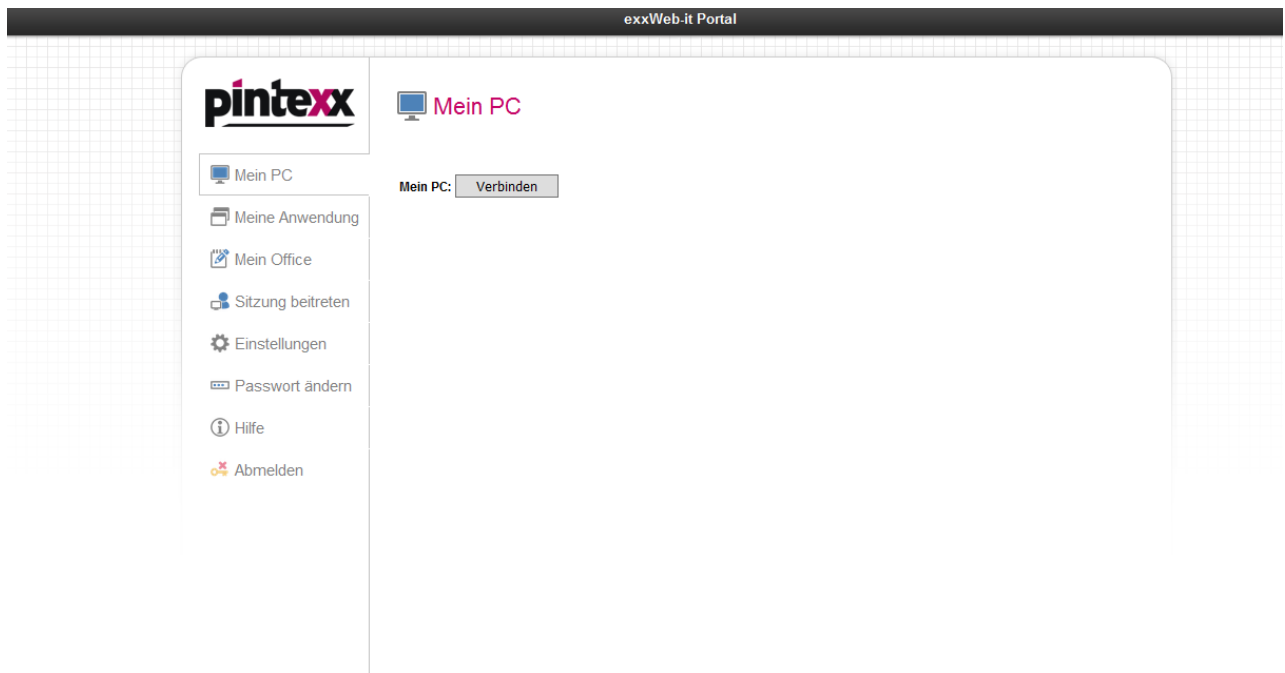 exxWeb-it Portal
pintexx
Mein PC
Mein PC
Meine Anwendung
Mein Office
Sitzung beitreten
Einstellungen
Passwort ändern
Hilfe
Abmelden
Mein PC: Verbinden